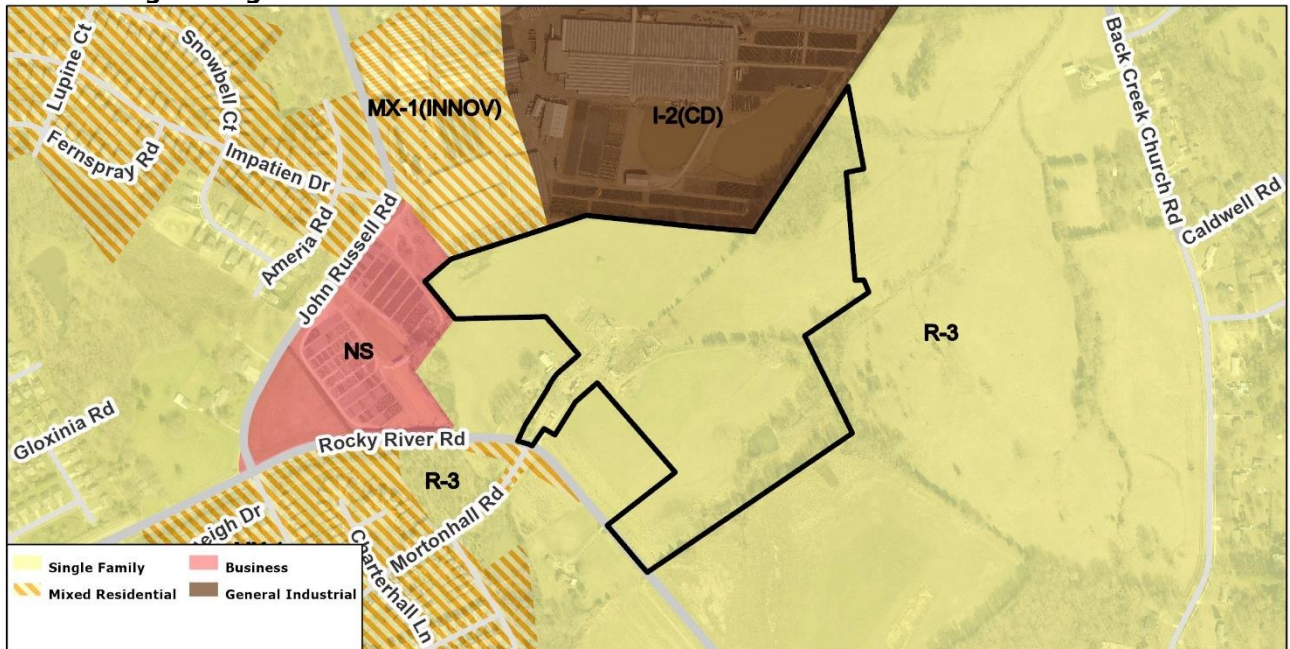 Lupine Ct
Snowbell Ct
Fernspray Rd
Impatien Dr
MX-1(INNOV)
I-2(CD)
Back Creek Church Rd
Caldwell Rd
Ameria Rd
John Russell Rd
NS
R-3
Gloxinia Rd
Rocky River Rd
R-3
Mortonhall Rd
Charterhall Ln
Single Family
Business
Mixed Residential
General Industrial